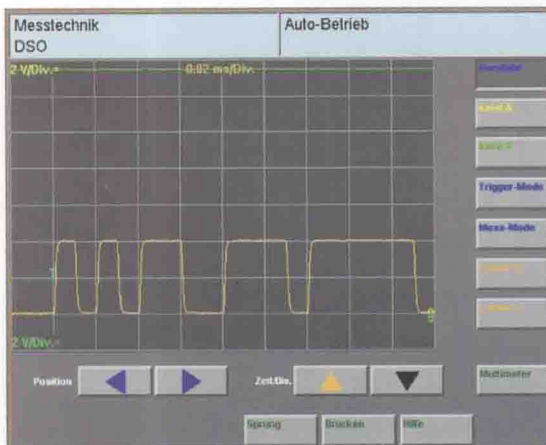 Messtechnik
DSO
Auto-Betrieb
2 V/Div.=
0.02 ms/Div.
Kanal A
Trigger-Mode
Mess-Mode
2 V/Div.=
Position
Zeit/Div.
Multimeter
Sprung
Drucken
Hilfe